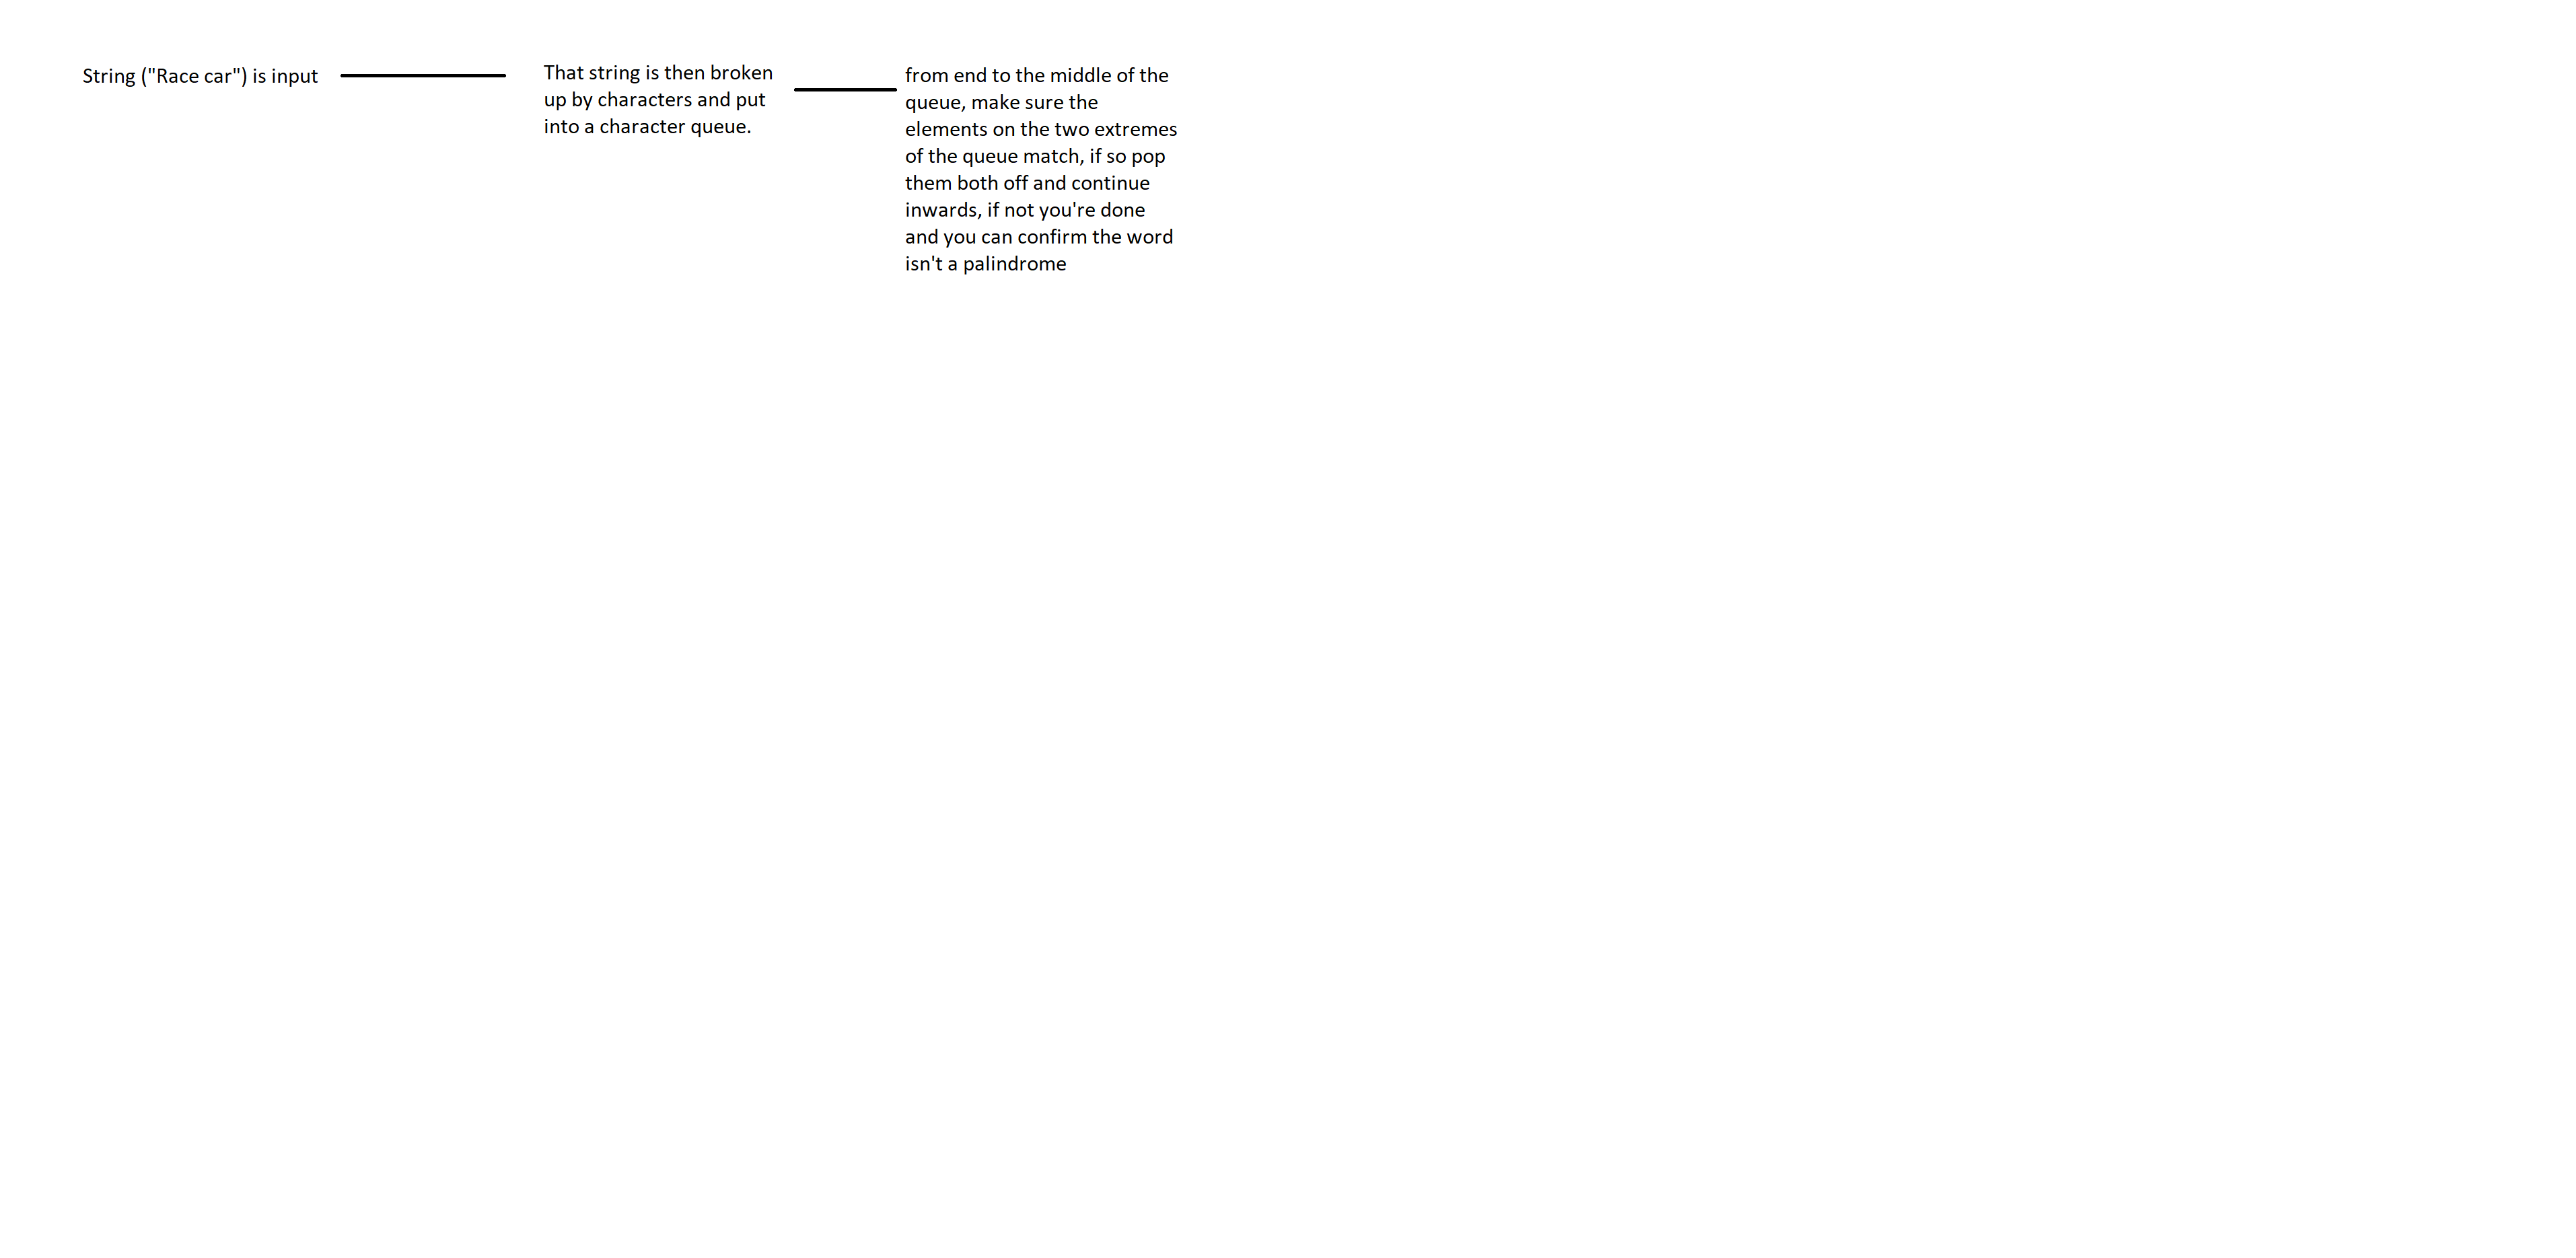 String ("Race car") is input
That string is then broken
up by characters and put
into a character queue.
from end to the middle of the
queue, make sure the
elements on the two extremes
of the queue match, if so pop
them both off and continue
inwards, if not you're done
and you can confirm the word
isn't a palindrome